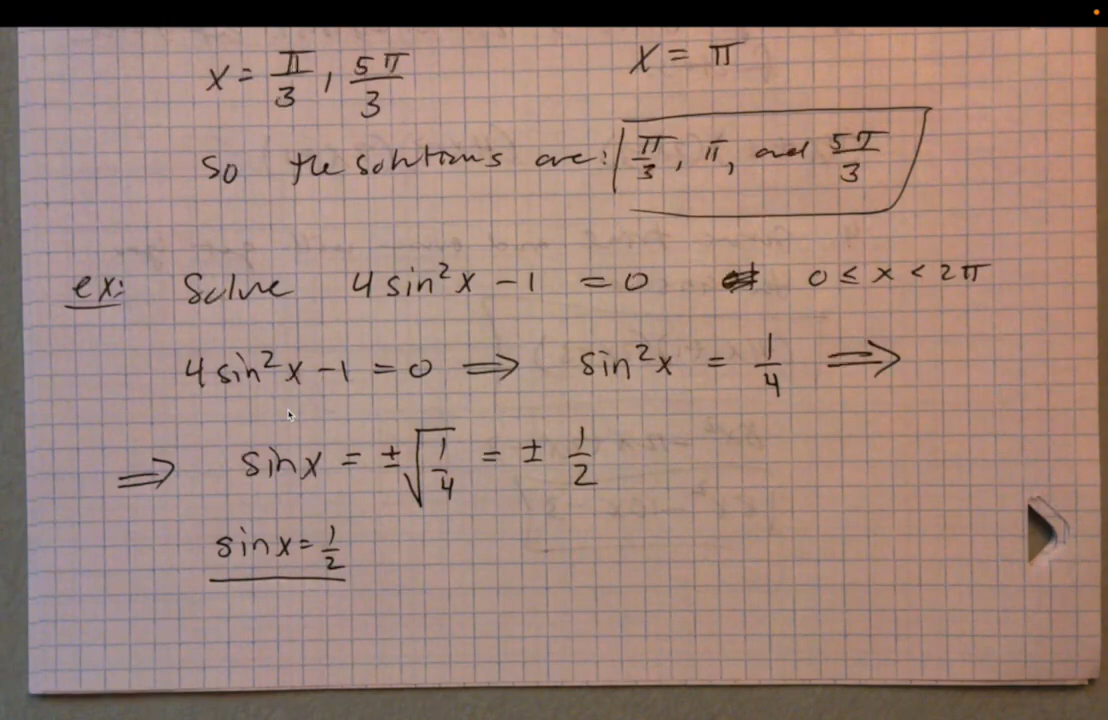 x = π/3, 5π/3
x = π
So the solutions are: π/3, π, and 5π/3
ex: Solve 4 sin²x - 1 = 0 0 ≤ x < 2π
4 sin²x - 1 = 0 ⟹ sin²x = 1/4 ⟹
⟹ sin x = ±√(1/4) = ± 1/2
sin x = 1/2